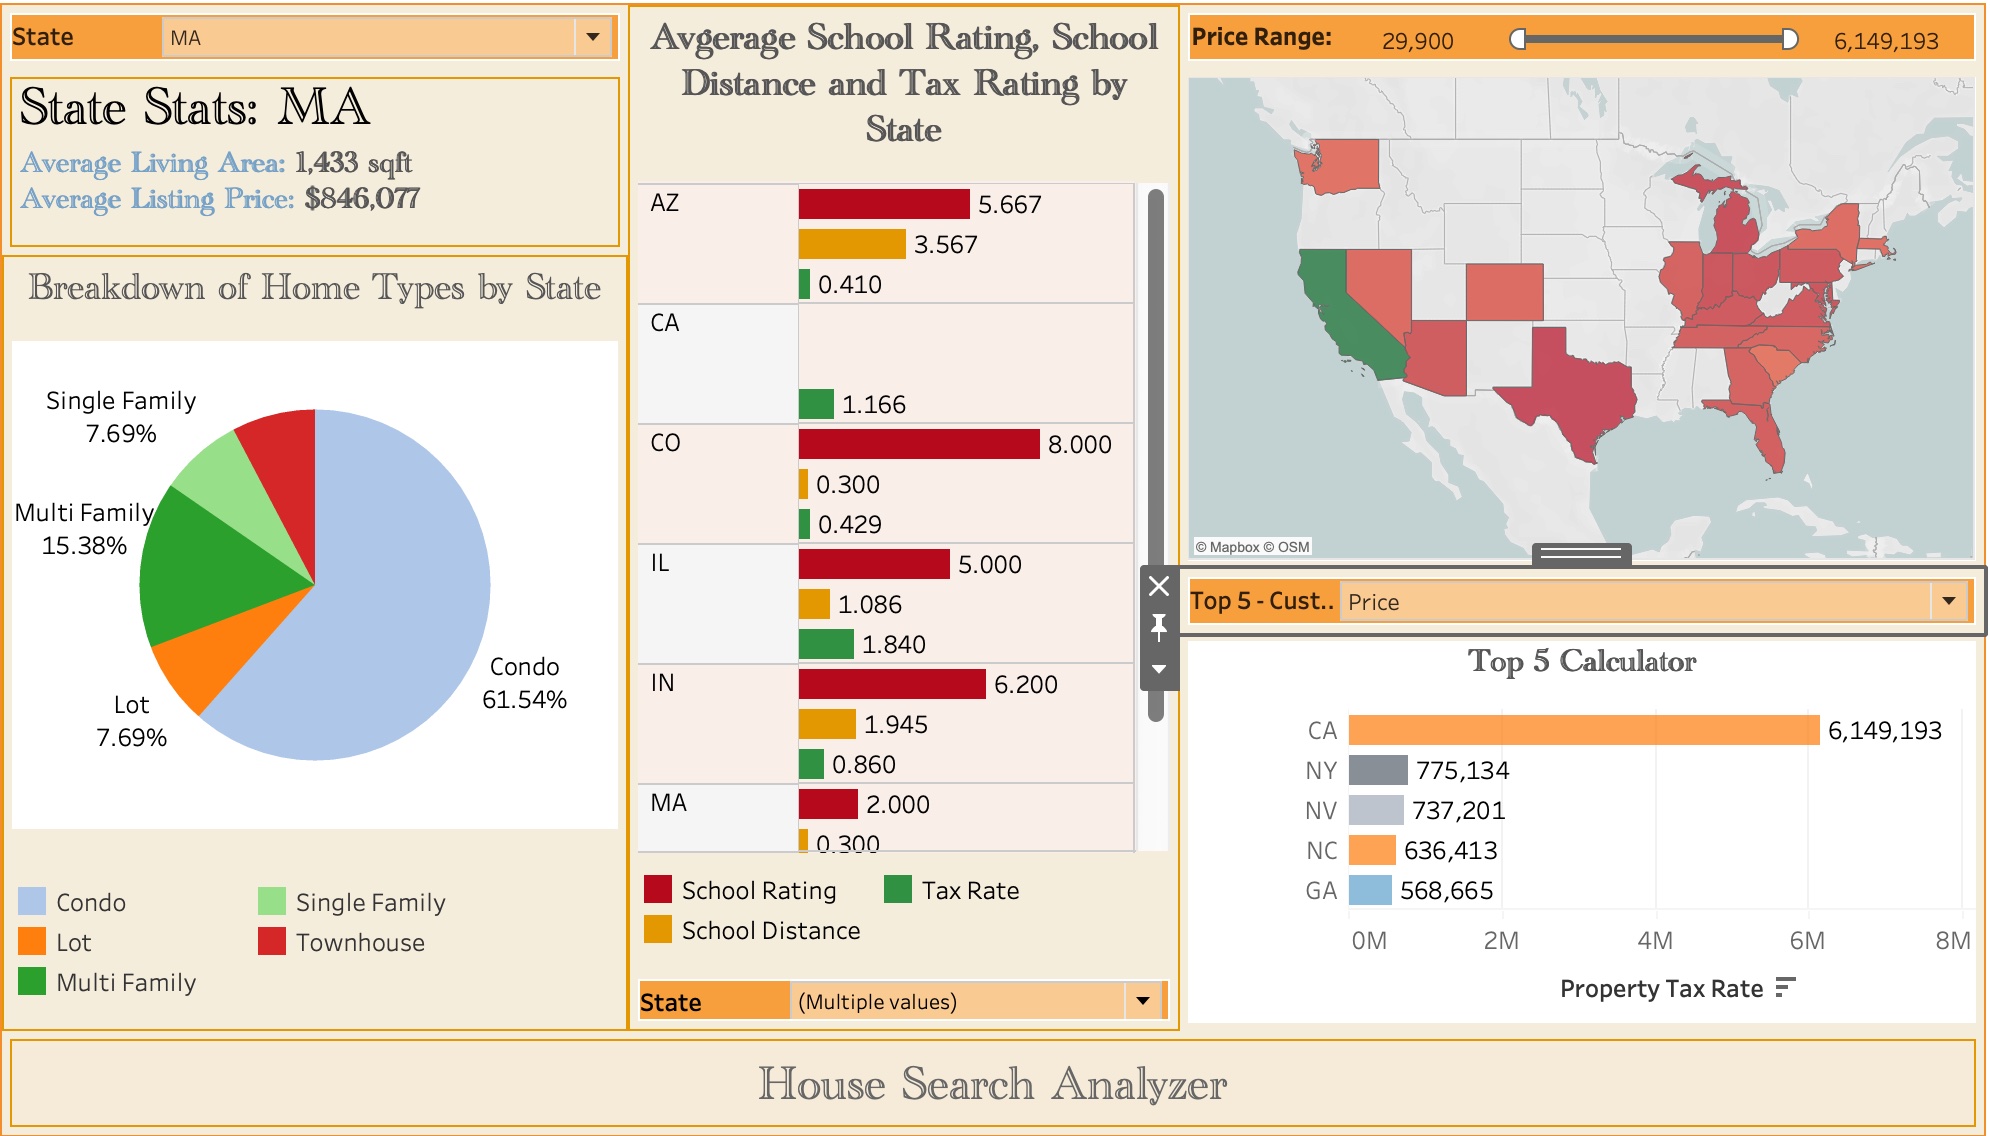 State
MA
State Stats: MA
Average Living Area: 1,433 sqft
Average Listing Price: $846,077
Breakdown of Home Types by State
Single Family
7.69%
Multi Family
15.38%
Lot
7.69%
Condo
61.54%
Condo
Single Family
Lot
Townhouse
Multi Family
Avgerage School Rating, School
Distance and Tax Rating by
State
AZ
5.667
3.567
0.410
CA
1.166
CO
8.000
0.300
0.429
IL
5.000
1.086
1.840
IN
6.200
1.945
0.860
MA
2.000
0.300
School Rating
Tax Rate
School Distance
State
(Multiple values)
Price Range:
29,900
6,149,193
© Mapbox © OSM
Top 5 - Cust..
Price
Top 5 Calculator
CA
6,149,193
NY
775,134
NV
737,201
NC
636,413
GA
568,665
0M
2M
4M
6M
8M
Property Tax Rate
House Search Analyzer